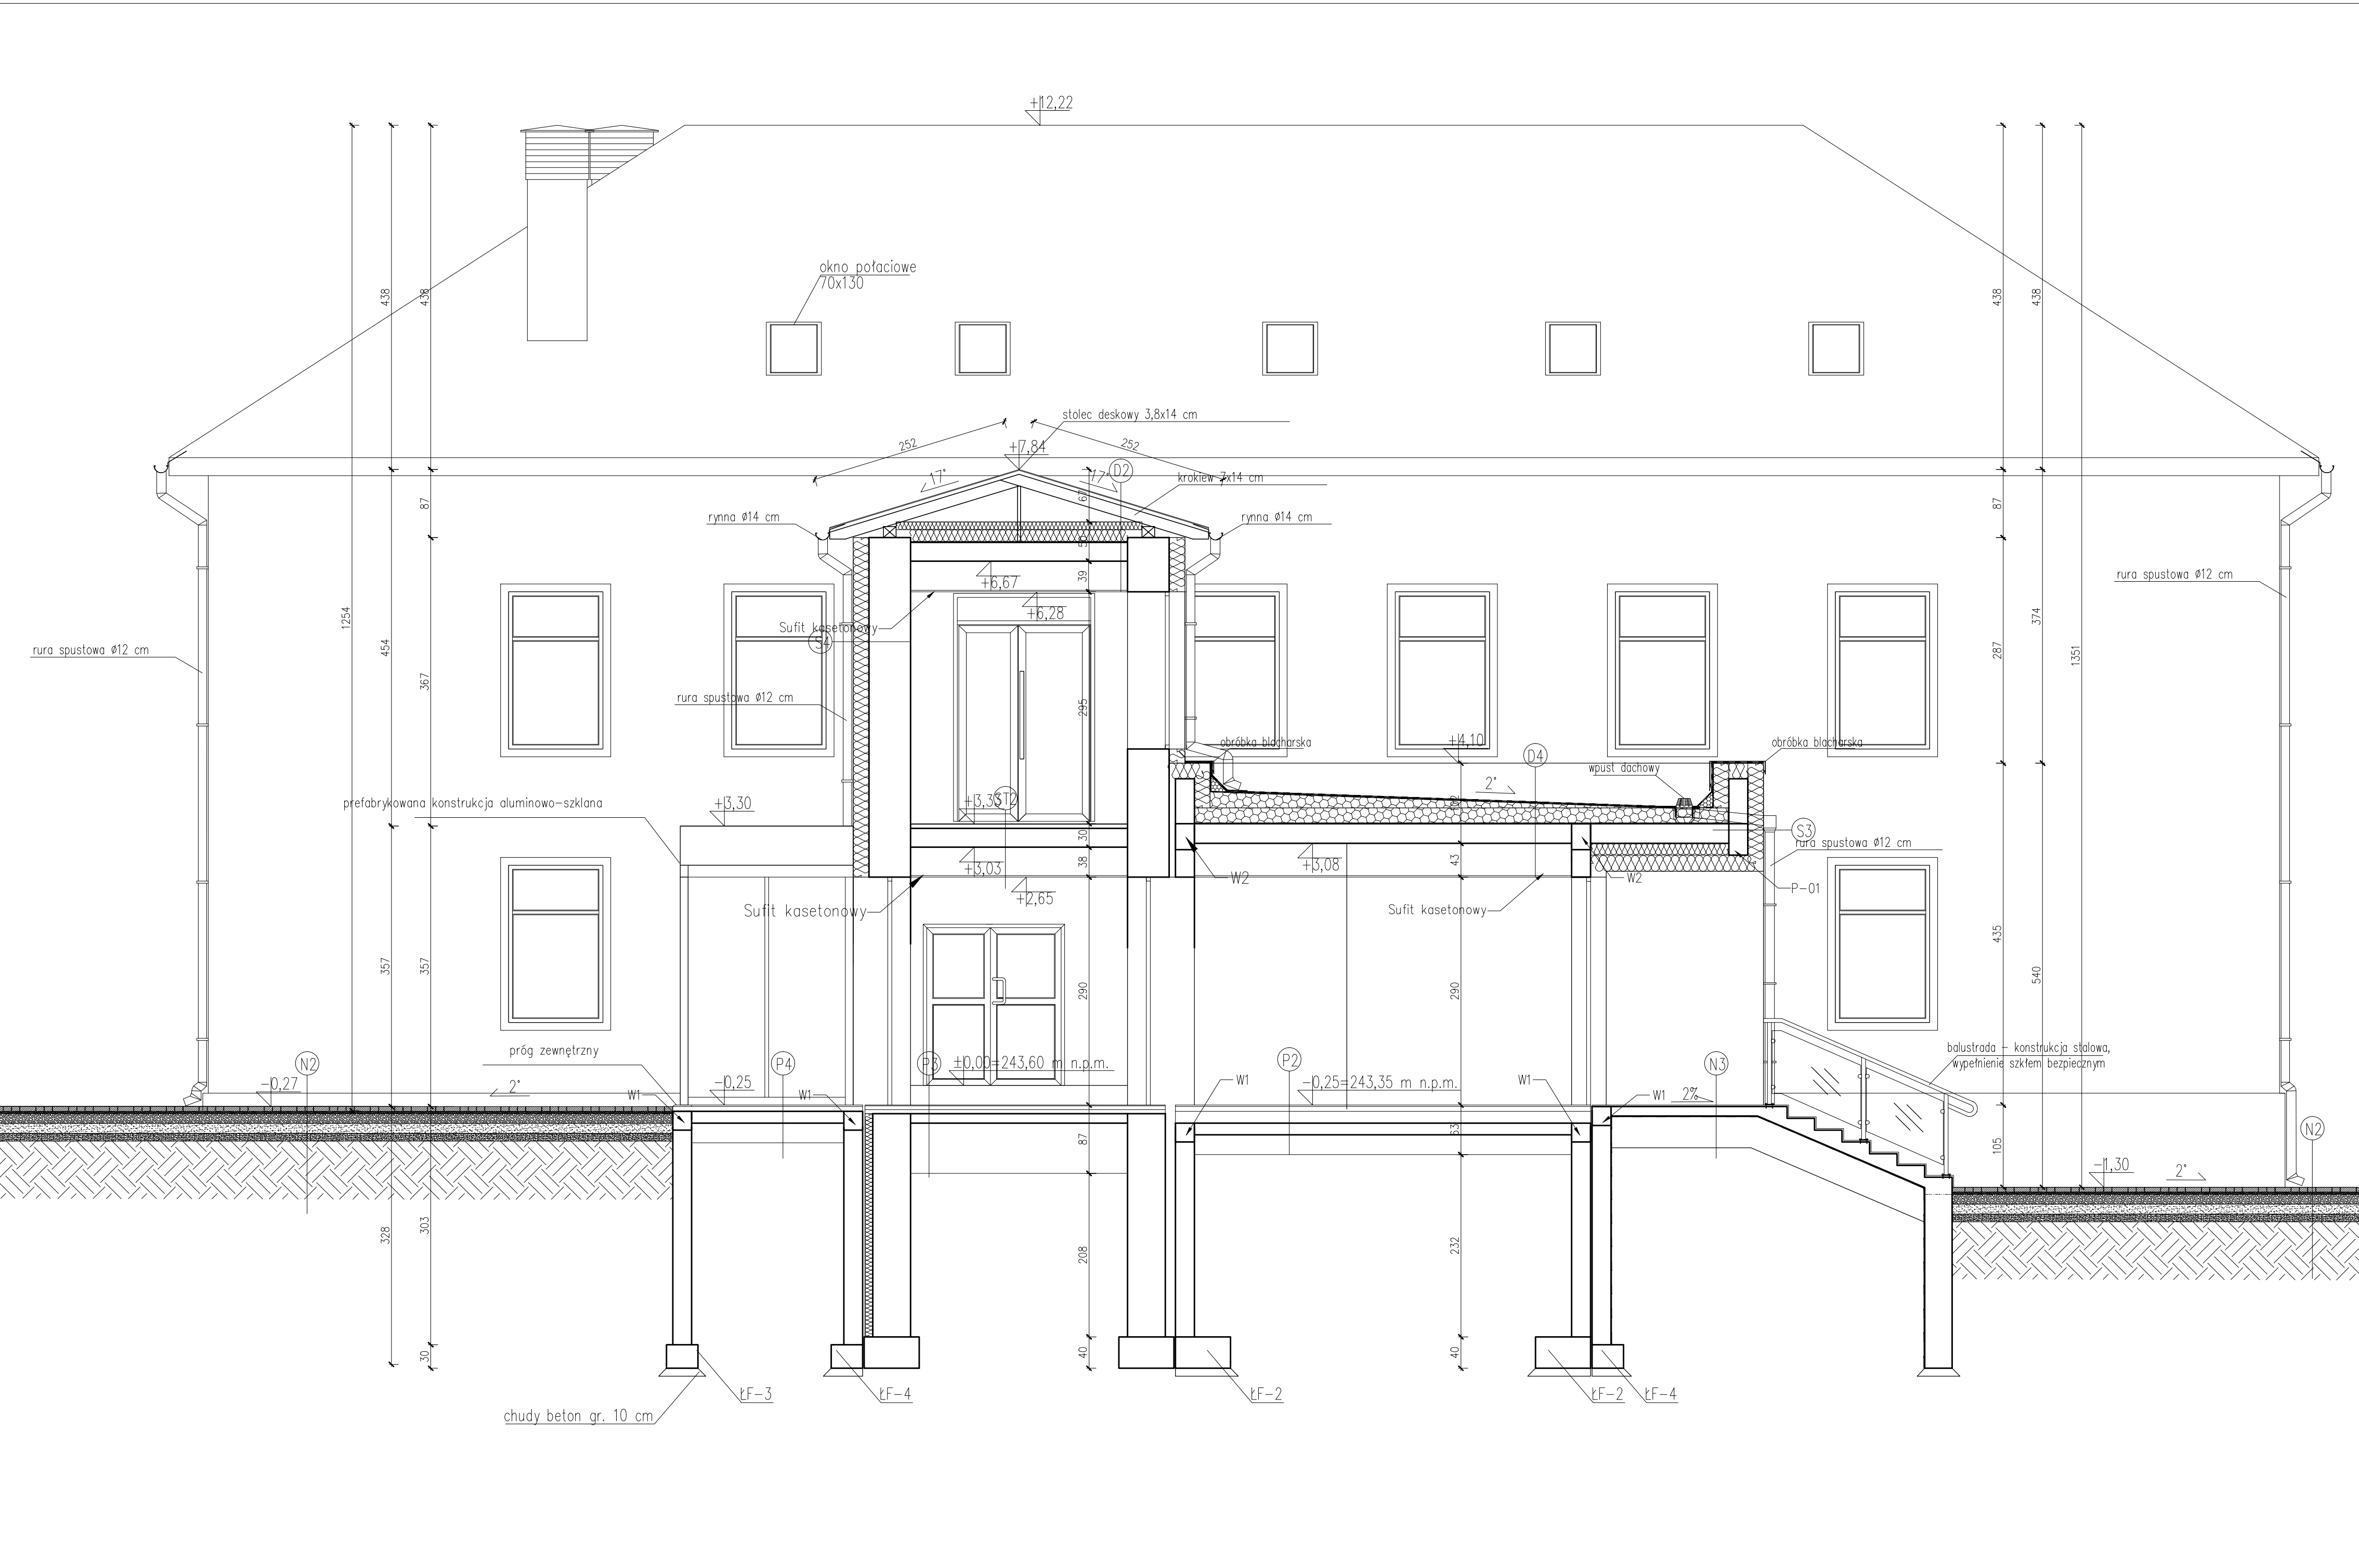 +12,22
okno połaciowe
70x130
438
438
438
438
stolec deskowy 3,8x14 cm
252
252
+7,84
D2
17°
17°
krokiew 7x14 cm
67
87
87
rynna Ø14 cm
rynna Ø14 cm
50
39
+6,67
rura spustowa Ø12 cm
+6,28
Sufit kasetonowy
S4
1254
454
374
287
1351
rura spustowa Ø12 cm
367
rura spustowa Ø12 cm
295
obróbka blacharska
+4,10
D4
obróbka blacharska
wpust dachowy
2°
prefabrykowana konstrukcja aluminowo-szklana
+3,30
+3,33
ST2
S3
30
rura spustowa Ø12 cm
38
43
+3,03
+3,08
W2
W2
P-01
+2,65
Sufit kasetonowy
Sufit kasetonowy
435
357
357
290
290
540
próg zewnętrzny
balustrada - konstrukcja stalowa,
wypełnienie szkłem bezpiecznym
N2
P4
P3
±0,00=243,60 m n.p.m.
P2
N3
-0,27
2°
-0,25
W1
-0,25=243,35 m n.p.m.
W1
W1
W1
W1
2%
N2
87
63
105
-1,30
2°
328
303
208
232
30
40
40
ŁF-3
ŁF-4
ŁF-2
ŁF-2
ŁF-4
chudy beton gr. 10 cm